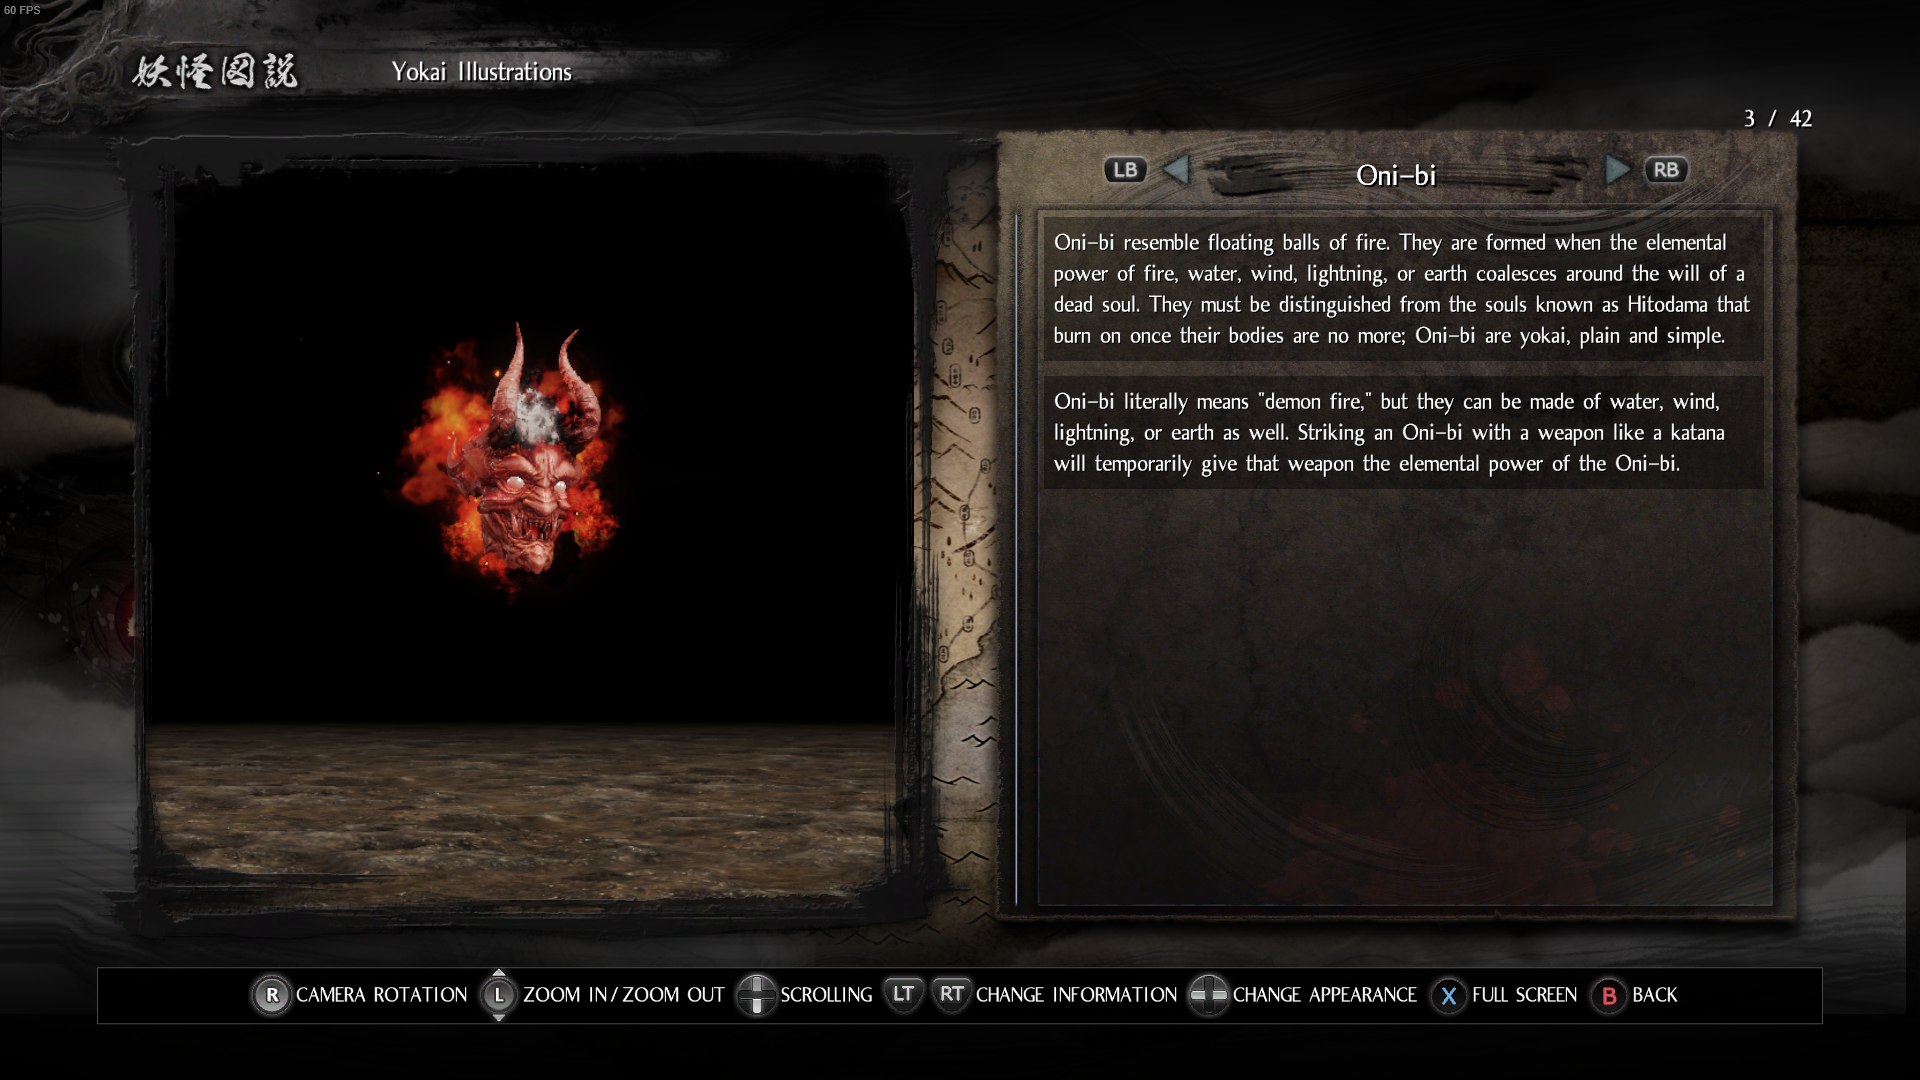 60 FPS
妖怪図説
Yokai Illustrations
3 / 42
LB
Oni-bi
RB
Oni-bi resemble floating balls of fire. They are formed when the elemental
power of fire, water, wind, lightning, or earth coalesces around the will of a
dead soul. They must be distinguished from the souls known as Hitodama that
burn on once their bodies are no more; Oni-bi are yokai, plain and simple.
Oni-bi literally means "demon fire," but they can be made of water, wind,
lightning, or earth as well. Striking an Oni-bi with a weapon like a katana
will temporarily give that weapon the elemental power of the Oni-bi.
R CAMERA ROTATION L ZOOM IN/ZOOM OUT SCROLLING LT RT CHANGE INFORMATION CHANGE APPEARANCE X FULL SCREEN B BACK